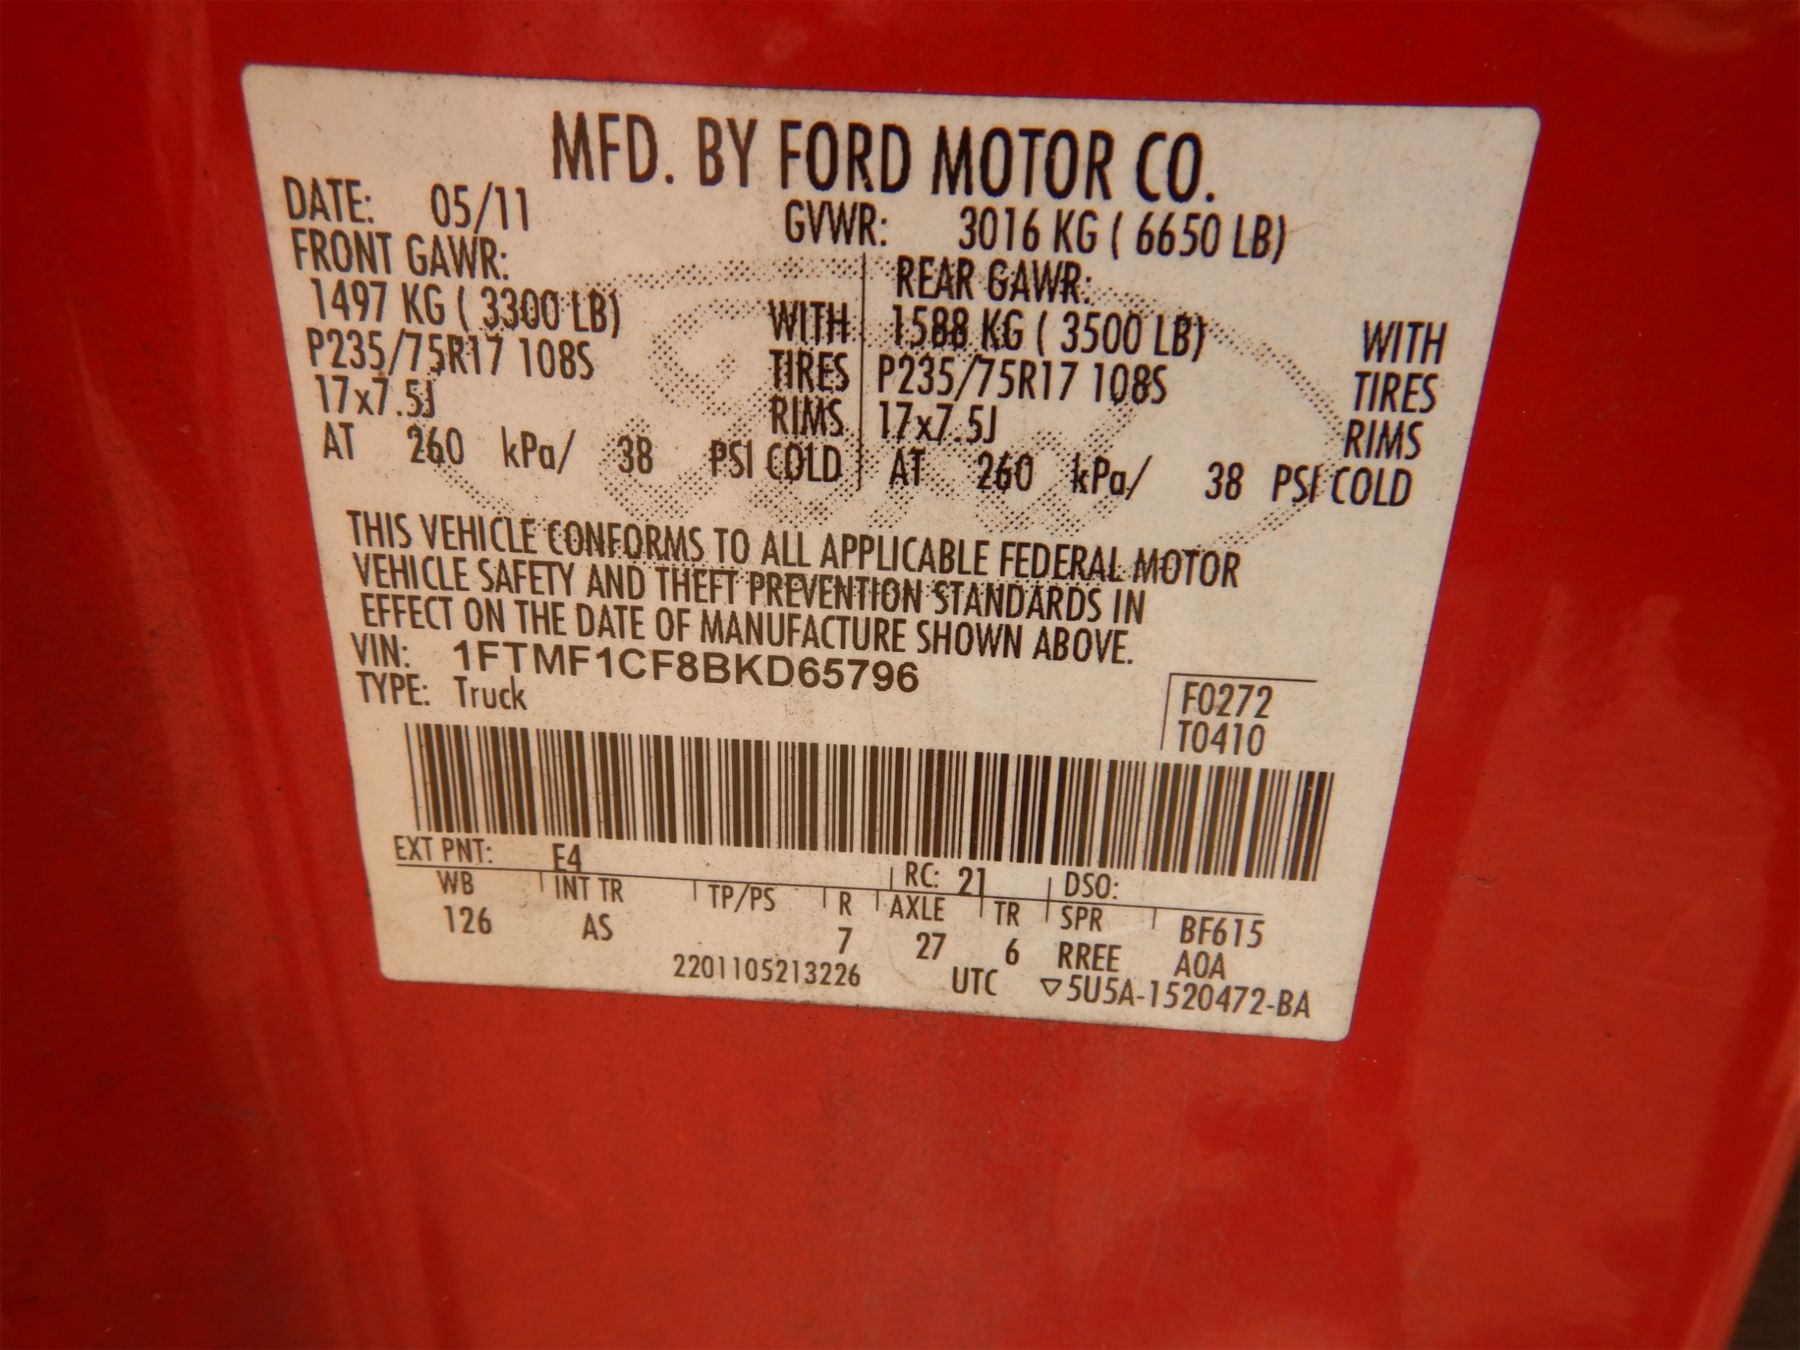 MFD. BY FORD MOTOR CO.
DATE: 05/11 GVWR: 3016 KG ( 6650 LB)
FRONT GAWR: REAR GAWR:
1497 KG ( 3300 LB) WITH 1588 KG ( 3500 LB) WITH
P235/75R17 108S TIRES P235/75R17 108S TIRES
17x7.5J RIMS 17x7.5J RIMS
AT 260 kPa/ 38 PSI COLD AT 260 kPa/ 38 PSI COLD
THIS VEHICLE CONFORMS TO ALL APPLICABLE FEDERAL MOTOR
VEHICLE SAFETY AND THEFT PREVENTION STANDARDS IN
EFFECT ON THE DATE OF MANUFACTURE SHOWN ABOVE.
VIN: 1FTMF1CF8BKD65796
TYPE: Truck
F0272
T0410
EXT PNT: E4 RC: 21 DSO:
WB INT TR TP/PS R AXLE TR SPR BF615
126 AS 7 27 6 RREE A0A
2201105213226 UTC ▽5U5A-1520472-BA